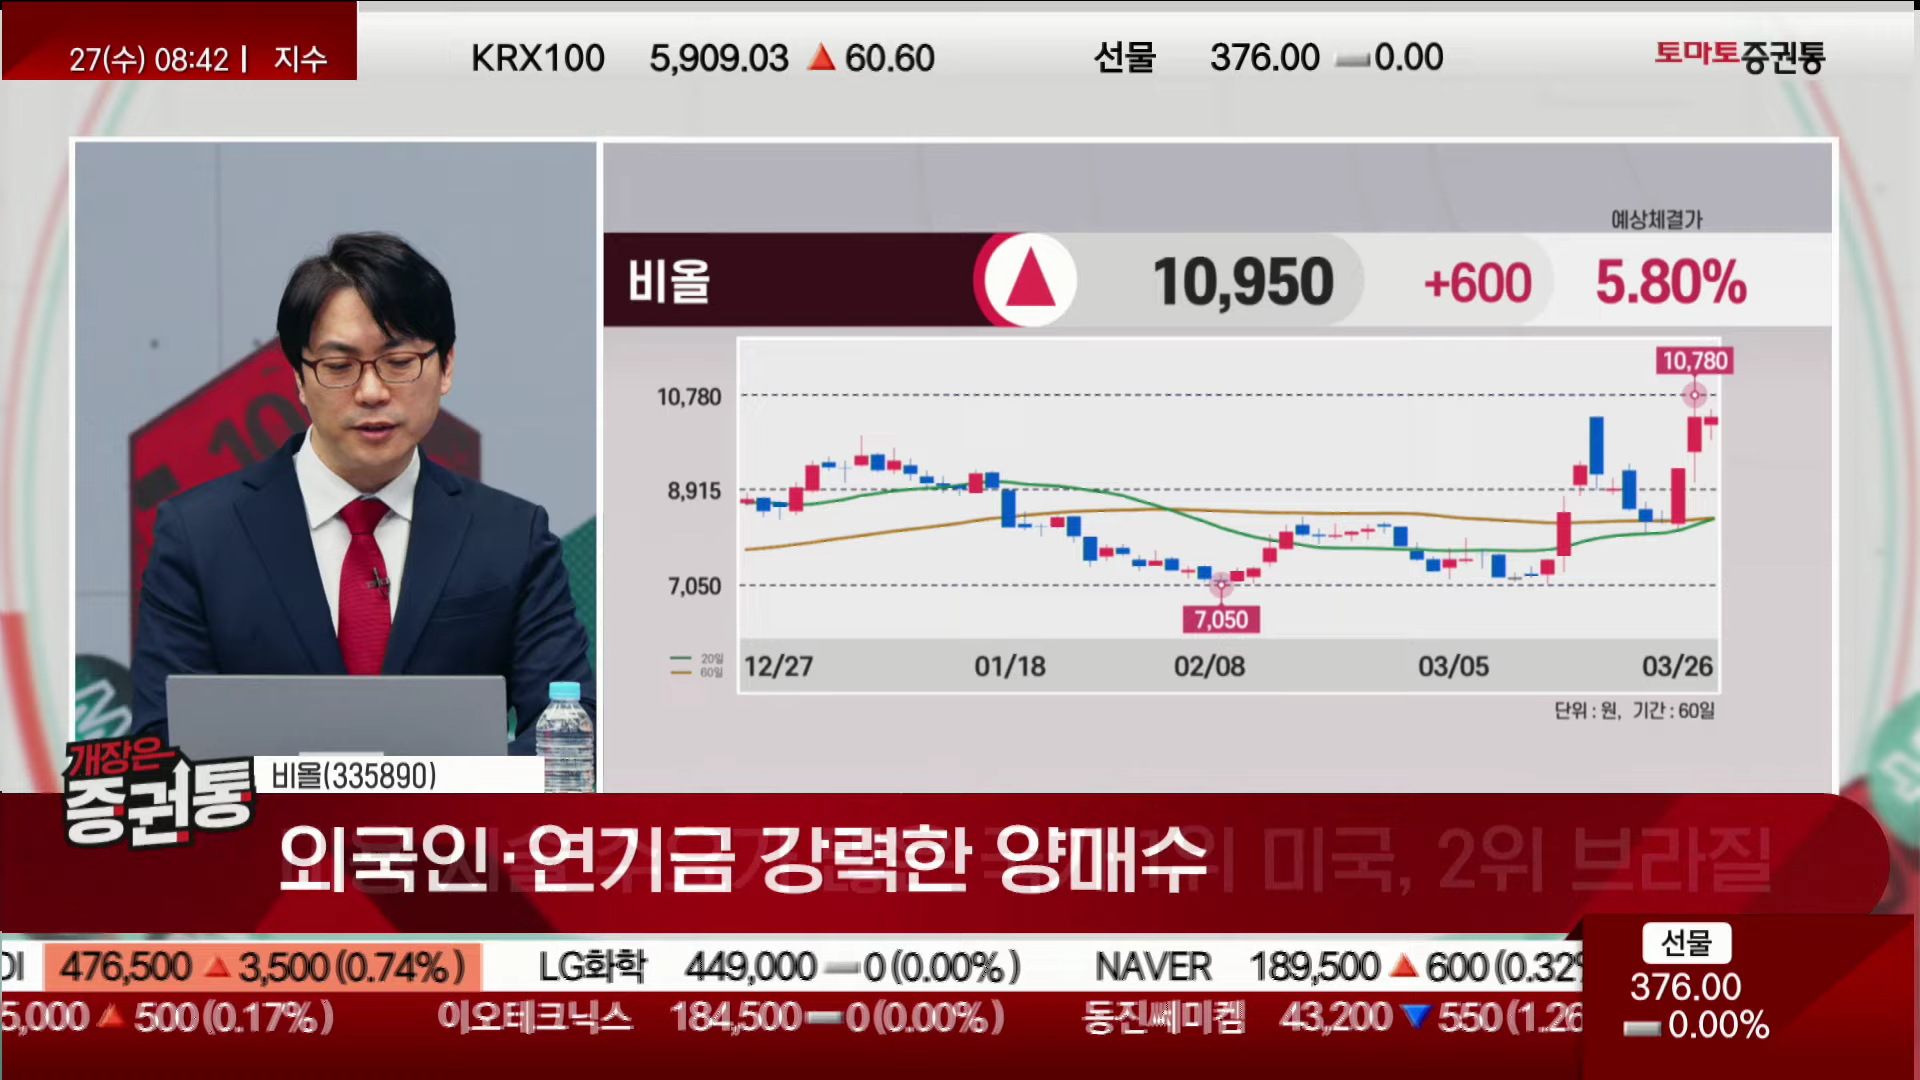 27(수) 08:42 | 지수
KRX100 5,909.03 ▲ 60.60 선물 376.00 0.00
토마토증권통
예상체결가
비올 ▲ 10,950 +600 5.80%
10,780
10,780
8,915
7,050
7,050
20일
60일
12/27 01/18 02/08 03/05 03/26
단위 : 원, 기간 : 60일
개장은
증권통
비올(335890)
외국인·연기금 강력한 양매수
1위 미국, 2위 브라질
476,500 ▲ 3,500(0.74%) LG화학 449,000 0(0.00%) NAVER 189,500 ▲ 600(0.32%
5,000 ▲ 500(0.17%) 이오테크닉스 184,500 0(0.00%) 동진쎄미켐 43,200 ▼ 550(1.26
선물
376.00
0.00%